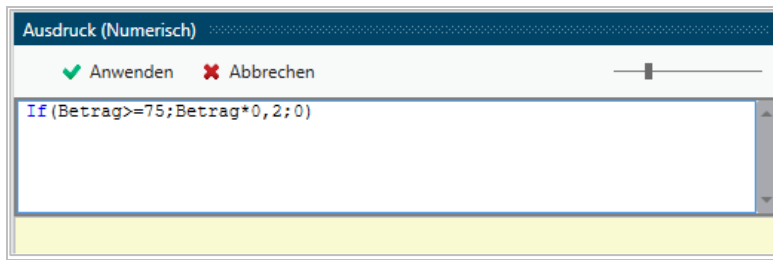 Ausdruck (Numerisch)
Anwenden Abbrechen
If(Betrag>=75;Betrag*0,2;0)